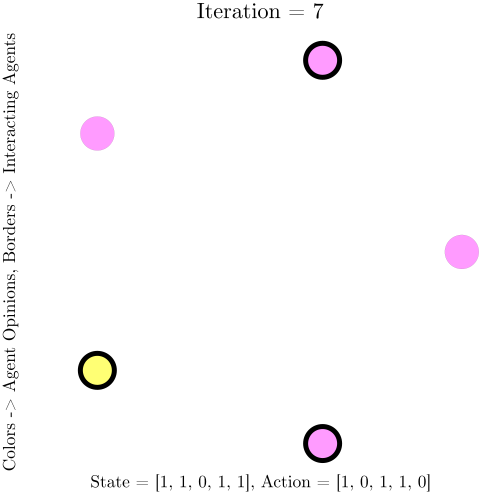 Iteration = 7
Colors -> Agent Opinions, Borders -> Interacting Agents
State = [1, 1, 0, 1, 1], Action = [1, 0, 1, 1, 0]